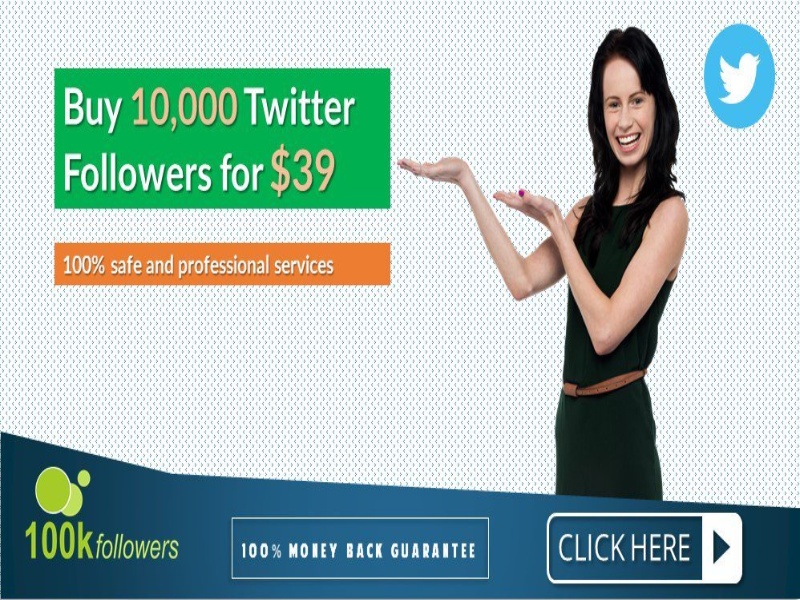 Buy 10,000 Twitter
Followers for $39
100% safe and professional services
100k followers
100% MONEY BACK GUARANTEE
CLICK HERE